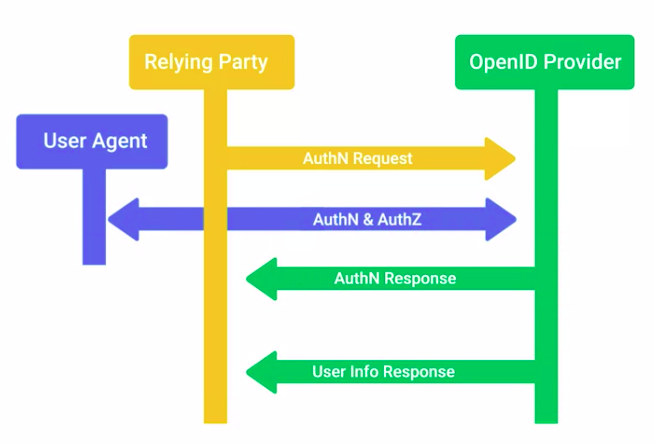 Relying Party
OpenID Provider
User Agent
AuthN Request
AuthN & AuthZ
AuthN Response
User Info Response